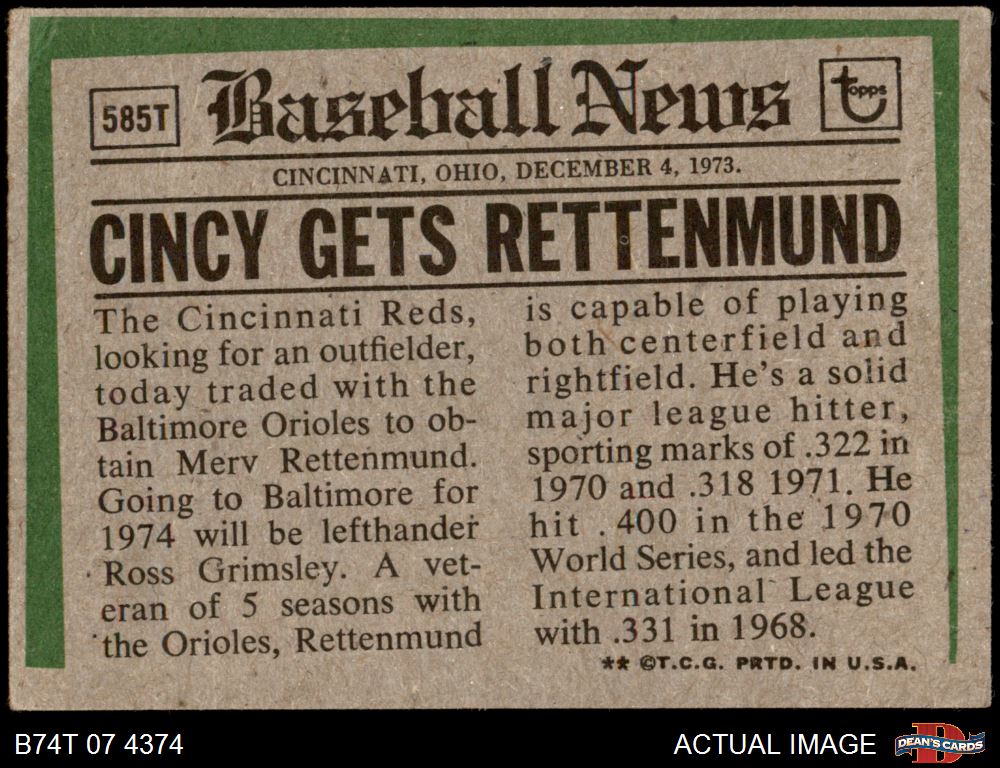 585T
Baseball News
topps
CINCINNATI, OHIO, DECEMBER 4, 1973.
CINCY GETS RETTENMUND
The Cincinnati Reds,
looking for an outfielder,
today traded with the
Baltimore Orioles to ob-
tain Merv Rettenmund.
Going to Baltimore for
1974 will be lefthander
Ross Grimsley. A vet-
eran of 5 seasons with
the Orioles, Rettenmund
is capable of playing
both centerfield and
rightfield. He's a solid
major league hitter,
sporting marks of .322 in
1970 and .318 1971. He
hit .400 in the 1970
World Series, and led the
International League
with .331 in 1968.
** ©T.C.G. PRTD. IN U.S.A.
B74T 07 4374
ACTUAL IMAGE
D
DEAN'S CARDS